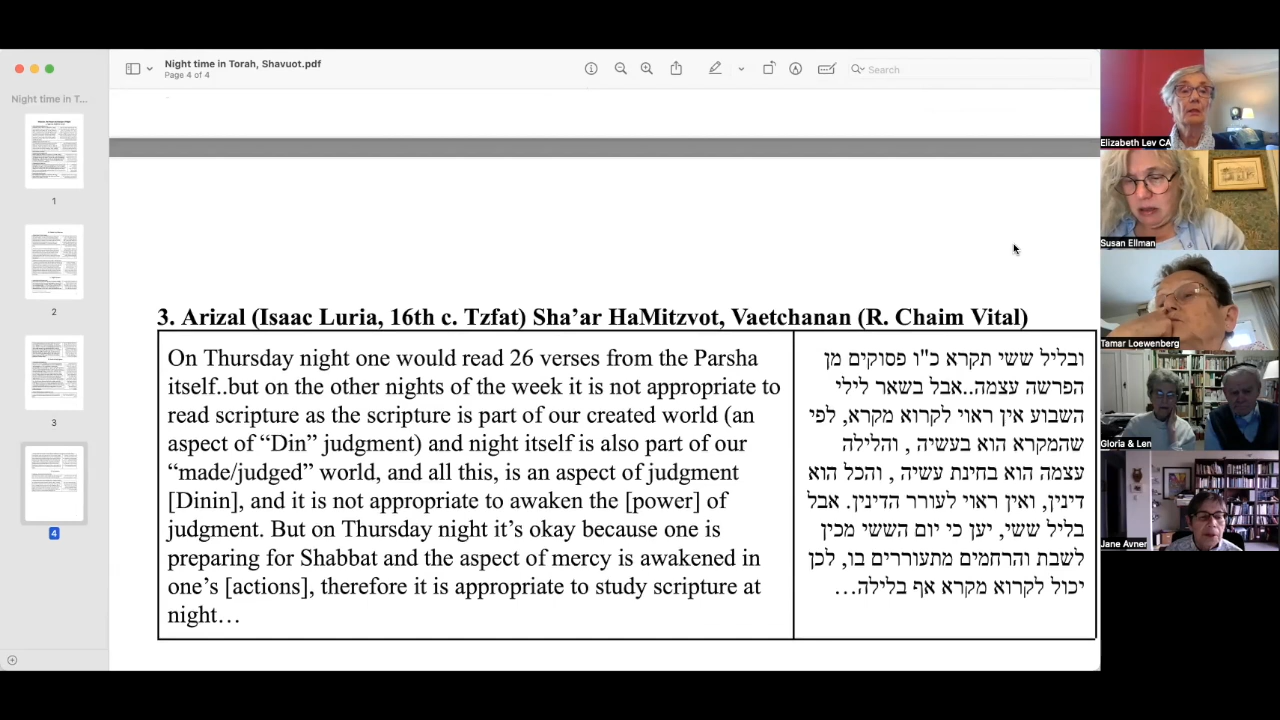 Night time in Torah, Shavuot.pdf
Page 4 of 4
Search
Night time in T...
1
2
3
4
3. Arizal (Isaac Luria, 16th c. Tzfat) Sha’ar HaMitzvot, Vaetchanan (R. Chaim Vital)
On Thursday night one would read 26 verses from the Parsha
itself..but on the other nights of the week it is not appropriate to
read scripture as the scripture is part of our created world (an
aspect of “Din” judgment) and night itself is also part of our
“made/judged” world, and all this, is an aspect of judgment
[Dinin], and it is not appropriate to awaken the [power] of
judgment. But on Thursday night it’s okay because one is
preparing for Shabbat and the aspect of mercy is awakened in
one’s [actions], therefore it is appropriate to study scripture at
night…
ובליל ששי תקרא כ"ו פסוקים מן
הפרשה עצמה..אבל בשאר לילי
השבוע אין ראוי לקרוא מקרא, לפי
שהמקרא הוא בעשיה , והלילה
עצמה הוא בחינת עשיה , והכל הוא
דינין, ואין ראוי לעורר הדינין. אבל
בליל ששי, יען כי יום הששי מכין
לשבת והרחמים מתעוררים בו, לכן
יכול לקרוא מקרא אף בלילה…
Elizabeth Lev CA
Susan Ellman
Tamar Loewenberg
Gloria & Len
Jane Avner